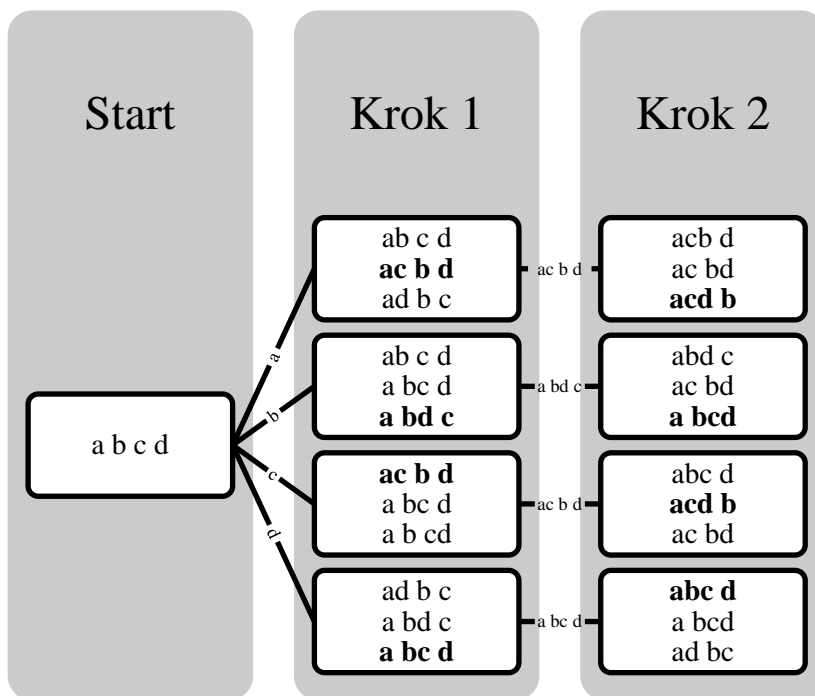 Start
Krok 1
Krok 2
a b c d
a
b
c
d
ab c d
ac b d
ad b c
ac b d
acb d
ac bd
acd b
ab c d
a bc d
a bd c
a bd c
abd c
ac bd
a bcd
ac b d
a bc d
a b cd
ac b d
abc d
acd b
ac bd
ad b c
a bd c
a bc d
a bc d
abc d
a bcd
ad bc